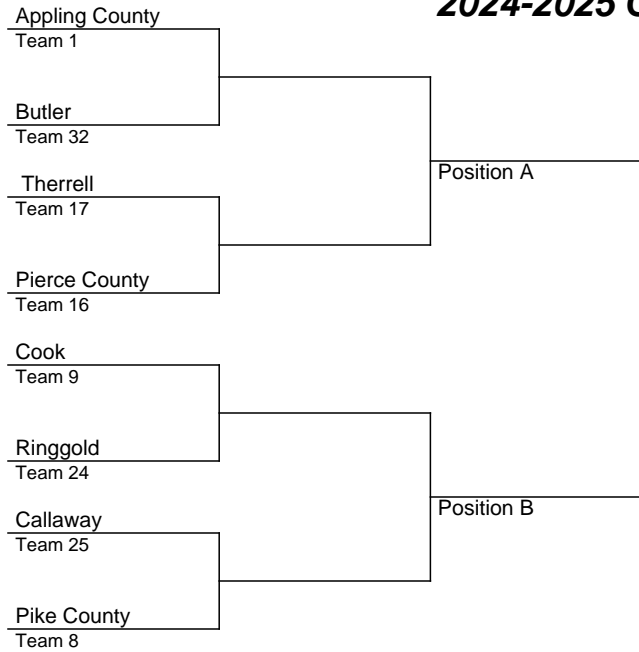 2024-2025
Appling County
Team 1
Butler
Team 32
Position A
Therrell
Team 17
Pierce County
Team 16
Cook
Team 9
Ringgold
Team 24
Position B
Callaway
Team 25
Pike County
Team 8